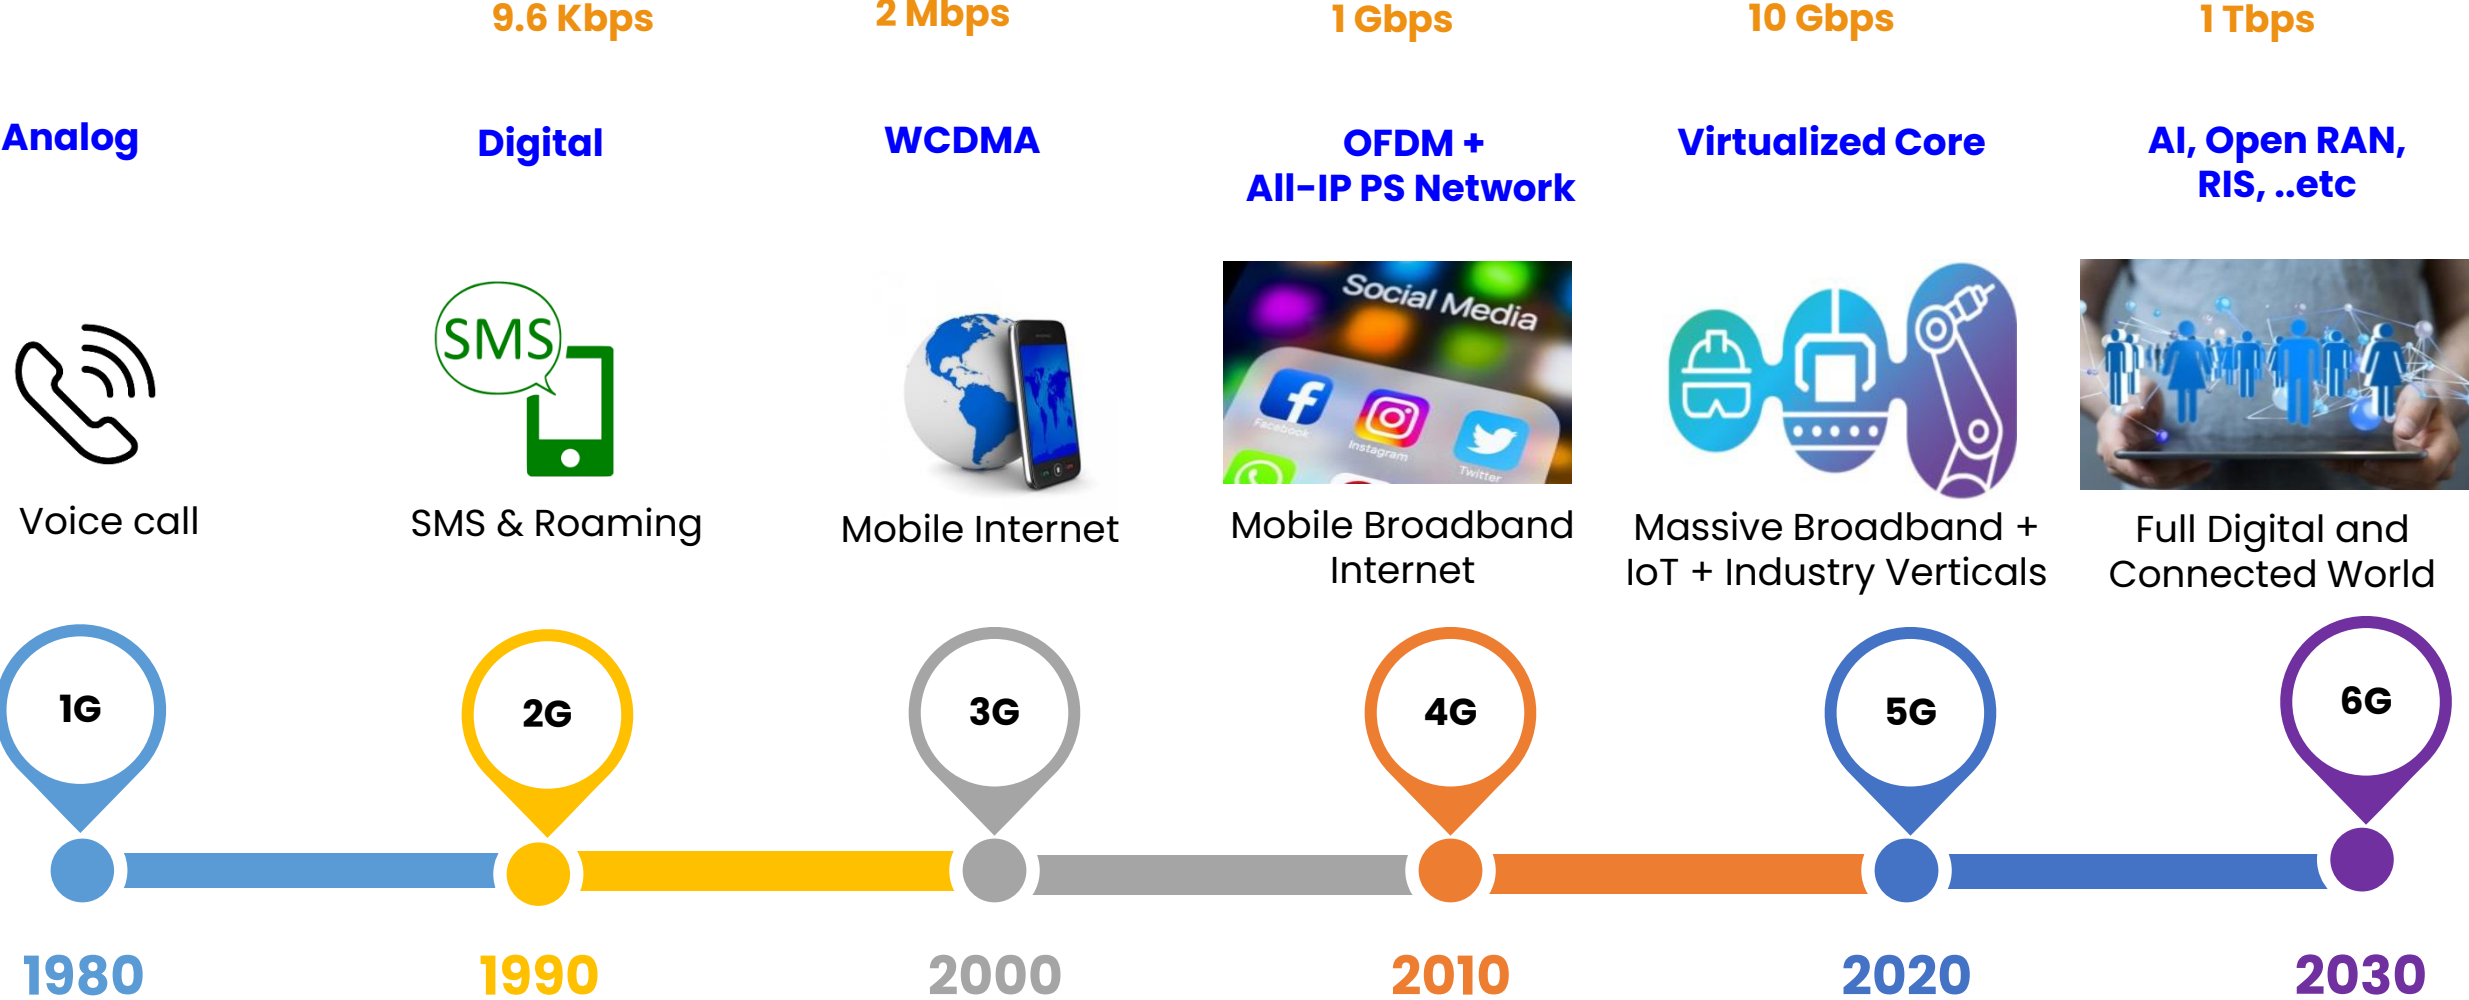 9.6 Kbps
2 Mbps
1 Gbps
10 Gbps
1 Tbps
Analog
Digital
WCDMA
OFDM +
All-IP PS Network
Virtualized Core
AI, Open RAN,
RIS, ..etc
SMS
Social Media
Facebook
Instagram
Twitter
Voice call
SMS & Roaming
Mobile Internet
Mobile Broadband
Internet
Massive Broadband +
IoT + Industry Verticals
Full Digital and
Connected World
1G
2G
3G
4G
5G
6G
1980
1990
2000
2010
2020
2030